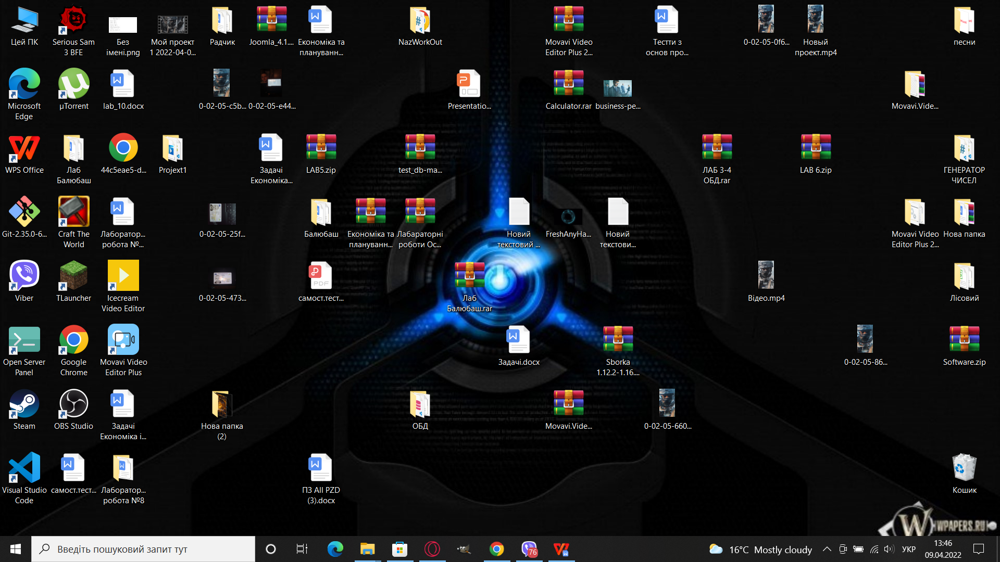 Цей ПК
Serious Sam
3 BFE
Без
імені.png
Мой проект
1 2022-04-0...
Радчик
Joomla_4.1....
Економіка та
плануванн...
NazWorkOut
Movavi Video
Editor Plus 2...
Тестти з
основ про...
0-02-05-0f6...
Новый
проект.mp4
песни
Microsoft
Edge
µTorrent
lab_10.docx
0-02-05-c5b...
0-02-05-e44...
Presentatio...
Calculator.rar
business-pe...
Movavi.Vide...
WPS Office
Лаб
Балюбаш
44c5eae5-d...
Projext1
Задачі
Економіка...
LAB5.zip
test_db-ma...
ЛАБ 3-4
ОБД.rar
LAB 6.zip
ГЕНЕРАТОР
ЧИСЕЛ
Git-2.35.0-6...
Craft The
World
Лаборатор...
робота №...
0-02-05-25f...
Балюбаш
Економіка та
плануванн...
Лабараторні
роботи Ос...
Новий
текстовий ...
FreshAnyHa...
Новий
текстови...
Movavi Video
Editor Plus 2...
Нова папка
Viber
TLauncher
Icecream
Video Editor
0-02-05-473...
PDF
самост.тест...
Лаб
Балюбаш.rar
Відео.mp4
Лісовий
Open Server
Panel
Google
Chrome
Movavi Video
Editor Plus
Задачі.docx
Sborka
1.12.2-1.16....
0-02-05-86...
Software.zip
Steam
OBS Studio
Задачі
Економіка і...
Нова папка
(2)
ОБД
Movavi.Vide...
0-02-05-660...
Visual Studio
Code
самост.тест...
Лаборатор...
робота №8
ПЗ All PZD
(3).docx
Кошик
WPAPERS.RU
Введіть пошуковий запит тут
76
16°C Mostly cloudy
УКР
13:46
09.04.2022